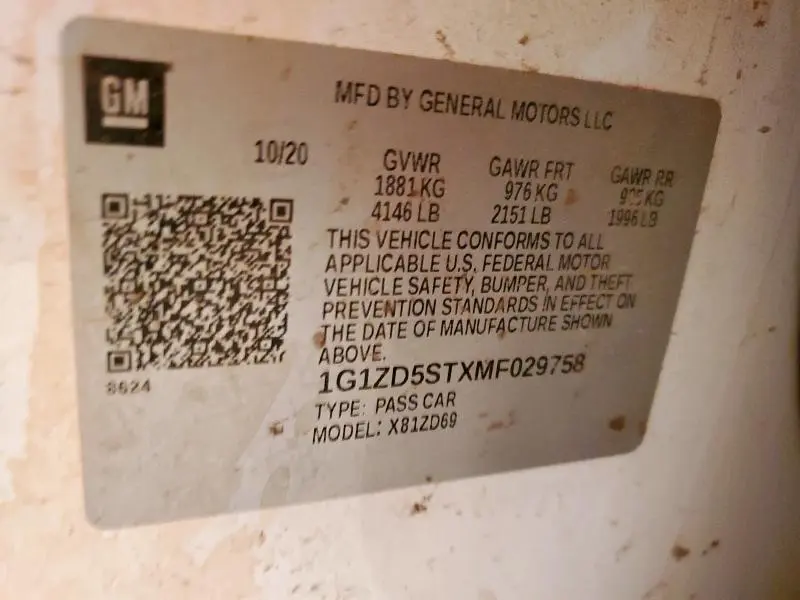 GM
MFD BY GENERAL MOTORS LLC
10/20
GVWR GAWR FRT GAWR RR
1881 KG 976 KG KG
4146 LB 2151 LB 1996 LB
THIS VEHICLE CONFORMS TO ALL
APPLICABLE U.S. FEDERAL MOTOR
VEHICLE SAFETY, BUMPER, AND THEFT
PREVENTION STANDARDS IN EFFECT ON
THE DATE OF MANUFACTURE SHOWN
ABOVE.
8624
1G1ZD5STXMF029758
TYPE: PASS CAR
MODEL: X81ZD69